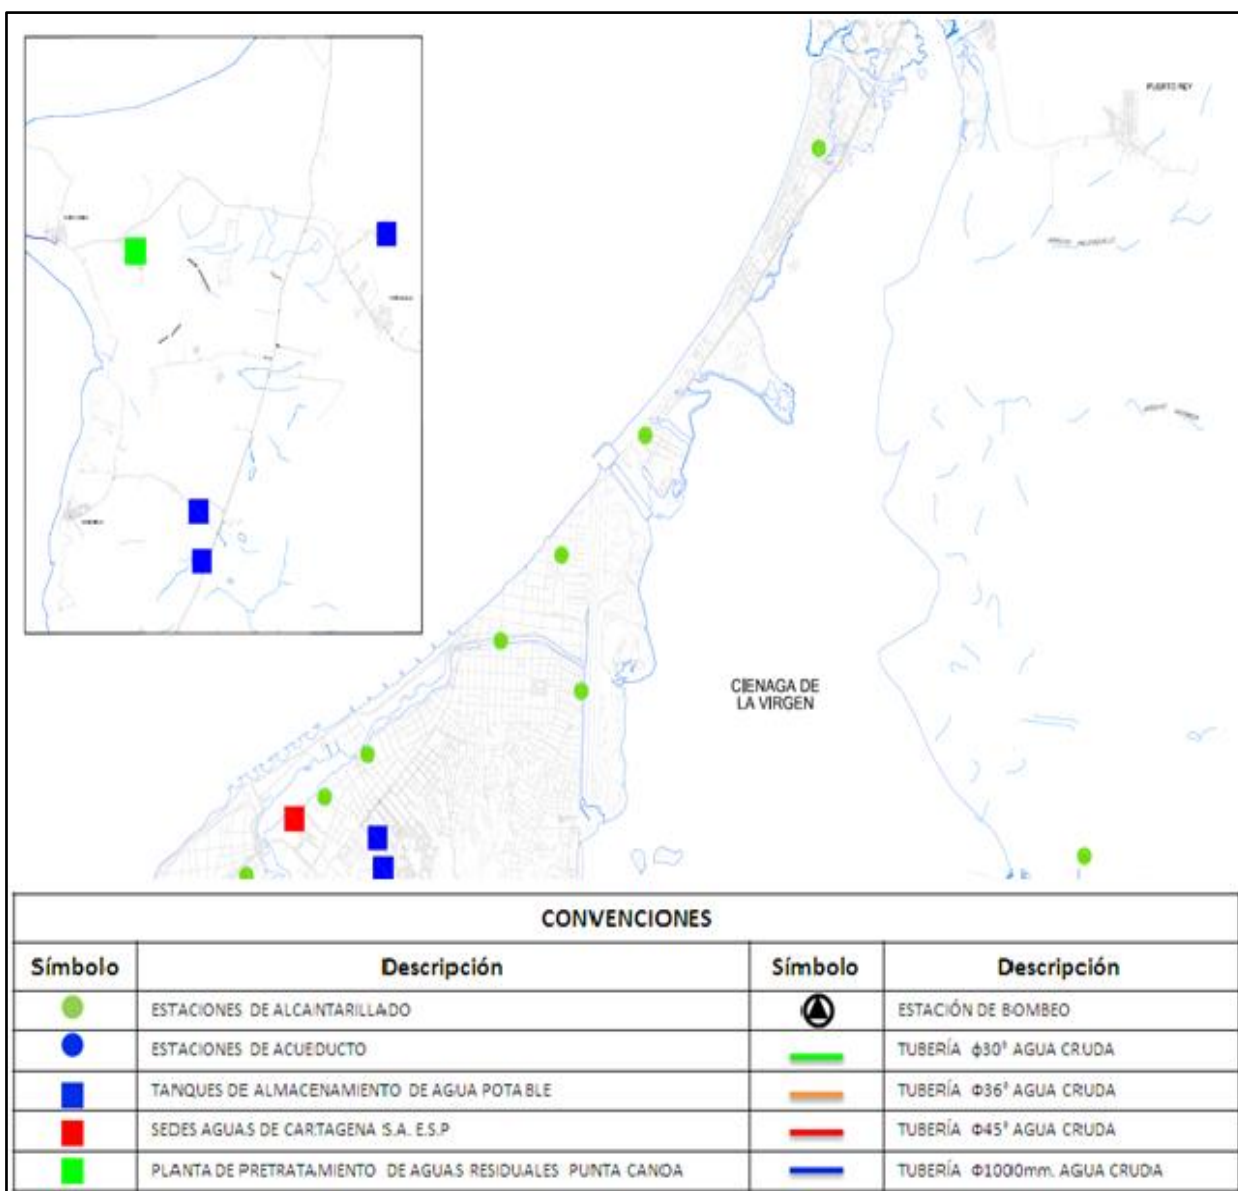 PUERTO REY
CIENAGA DE
LA VIRGEN
CONVENCIONES
Símbolo Descripción Símbolo Descripción
ESTACIONES DE ALCANTARILLADO ESTACIÓN DE BOMBEO
ESTACIONES DE ACUEDUCTO TUBERÍA ϕ30" AGUA CRUDA
TANQUES DE ALMACENAMIENTO DE AGUA POTABLE TUBERÍA Φ36" AGUA CRUDA
SEDES AGUAS DE CARTAGENA S.A. E.S.P TUBERÍA Φ45" AGUA CRUDA
PLANTA DE PRETRATAMIENTO DE AGUAS RESIDUALES PUNTA CANOA TUBERÍA Φ1000mm. AGUA CRUDA